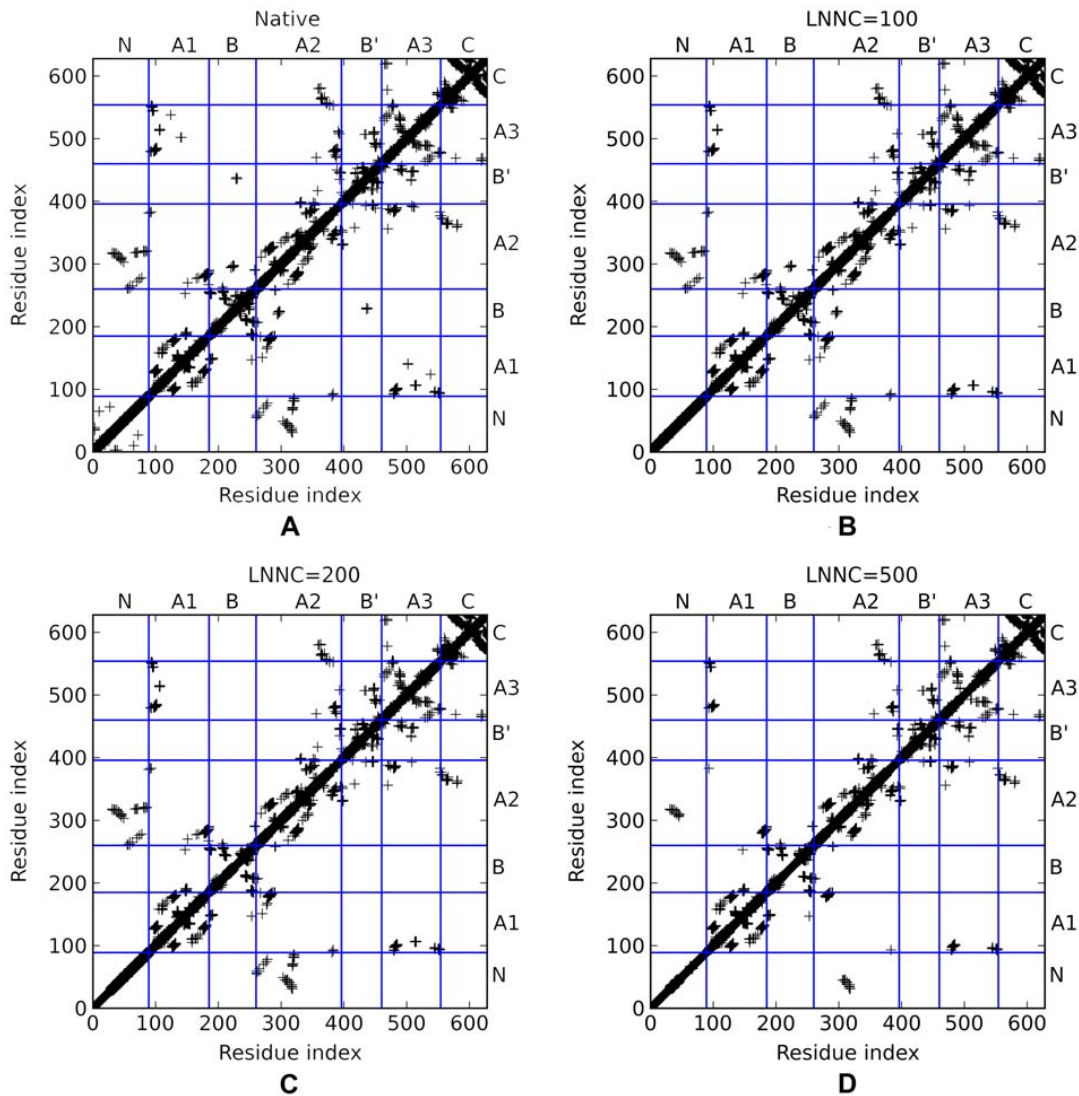 Native
N A1 B A2 B' A3 C
600
500
400
300
200
100
0
Residue index
C
A3
B'
A2
B
A1
N
0 100 200 300 400 500 600
Residue index
A
LNNC=100
N A1 B A2 B' A3 C
600
500
400
300
200
100
0
Residue index
C
A3
B'
A2
B
A1
N
0 100 200 300 400 500 600
Residue index
B
LNNC=200
N A1 B A2 B' A3 C
600
500
400
300
200
100
0
Residue index
C
A3
B'
A2
B
A1
N
0 100 200 300 400 500 600
Residue index
C
LNNC=500
N A1 B A2 B' A3 C
600
500
400
300
200
100
0
Residue index
C
A3
B'
A2
B
A1
N
0 100 200 300 400 500 600
Residue index
D